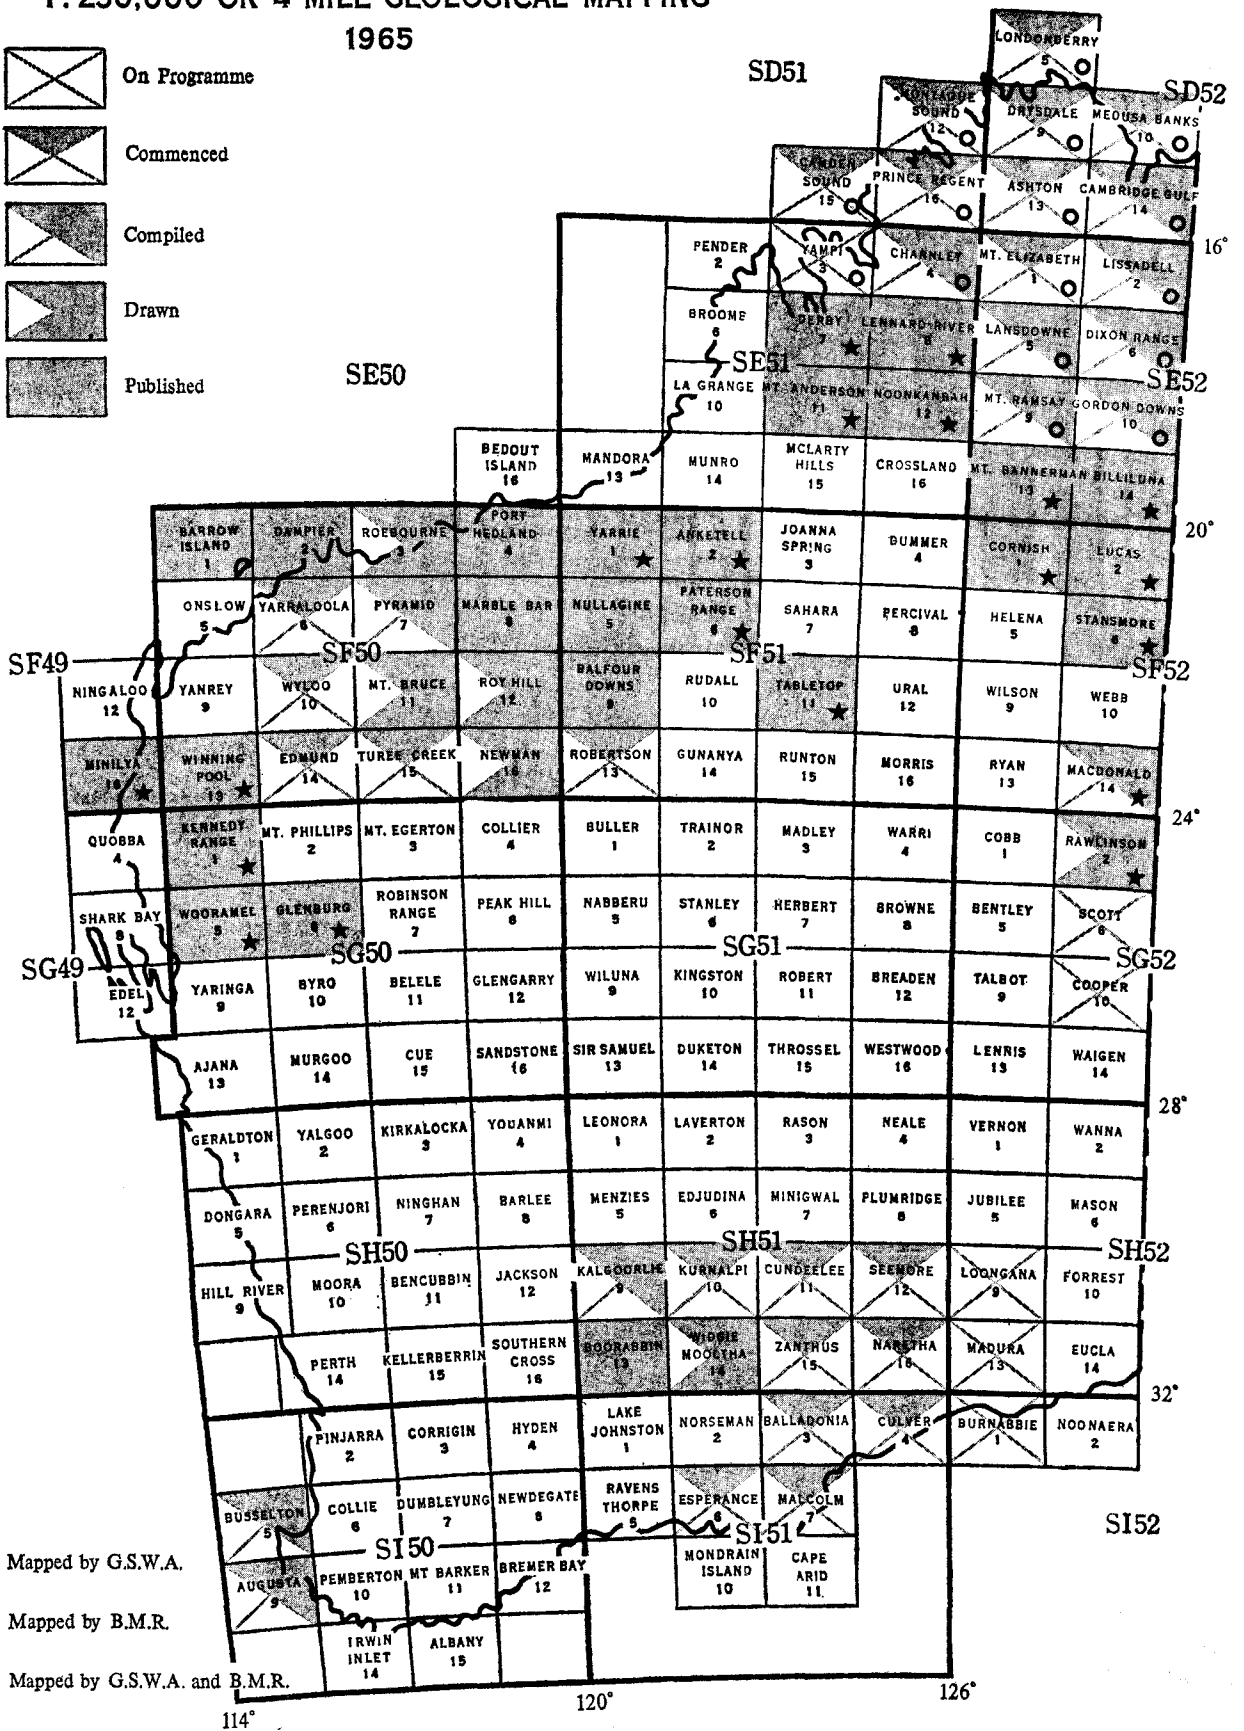 1:250,000 OR 4 MILE GEOLOGICAL MAPPING
1965
On Programme
Commenced
Compiled
Drawn
Published
SD51
SD52
SE50
SE51
SE52
LONDONDERRY
5
MONTAGUE SOUND
12
DRYSDALE
9
MEDUSA BANKS
10
CAMDEN SOUND
15
PRINCE REGENT
16
ASHTON
13
CAMBRIDGE GULF
14
16°
PENDER
2
YAMPI
3
CHARNLEY
4
MT. ELIZABETH
1
LISSADELL
2
BROOME
6
DERBY
7
LENNARD RIVER
8
LANSDOWNE
5
DIXON RANGE
6
LA GRANGE
10
MT. ANDERSON
11
NOONKANBAH
12
MT. RAMSAY
9
GORDON DOWNS
10
BEDOUT ISLAND
16
MANDORA
13
MUNRO
14
MCLARTY HILLS
15
CROSSLAND
16
MT. BANNERMAN
13
BILLILUNA
14
20°
BARROW ISLAND
1
DAMPIER
2
ROEBOURNE
3
PORT HEDLAND
4
YARRIE
1
ANKETELL
2
JOANNA SPRING
3
DUMMER
4
CORNISH
1
LUCAS
2
ONSLOW
5
YARRALOOLA
6
PYRAMID
7
MARBLE BAR
8
NULLAGINE
5
PATERSON RANGE
6
SAHARA
7
PERCIVAL
8
HELENA
5
STANSMORE
6
SF49
SF50
SF51
SF52
NINGALOO
12
YANREY
9
WYLOO
10
MT. BRUCE
11
ROY HILL
12
BALFOUR DOWNS
9
RUDALL
10
TABLETOP
11
URAL
12
WILSON
9
WEBB
10
MINILYA
16
WINNING POOL
13
EDMUND
14
TUREE CREEK
15
NEWMAN
16
ROBERTSON
13
GUNANYA
14
RUNTON
15
MORRIS
16
RYAN
13
MACDONALD
14
24°
QUOBBA
4
KENNEDY RANGE
1
MT. PHILLIPS
2
MT. EGERTON
3
COLLIER
4
BULLER
1
TRAINOR
2
MADLEY
3
WARRI
4
COBB
1
RAWLINSON
2
SHARK BAY
8
WOORAMEL
5
GLENBURG
6
ROBINSON RANGE
7
PEAK HILL
8
NABBERU
5
STANLEY
6
HERBERT
7
BROWNE
8
BENTLEY
5
SCOTT
6
SG49
SG50
SG51
SG52
EDEL
12
YARINGA
9
BYRO
10
BELELE
11
GLENGARRY
12
WILUNA
9
KINGSTON
10
ROBERT
11
BREADEN
12
TALBOT
9
COOPER
10
AJANA
13
MURGOO
14
CUE
15
SANDSTONE
16
SIR SAMUEL
13
DUKETON
14
THROSSEL
15
WESTWOOD
16
LENNIS
13
WAIGEN
14
28°
GERALDTON
1
YALGOO
2
KIRKALOCKA
3
YOUANMI
4
LEONORA
1
LAVERTON
2
RASON
3
NEALE
4
VERNON
1
WANNA
2
DONGARA
5
PERENJORI
6
NINGHAN
7
BARLEE
8
MENZIES
5
EDJUDINA
6
MINIGWAL
7
PLUMRIDGE
8
JUBILEE
5
MASON
6
SH50
SH51
SH52
HILL RIVER
9
MOORA
10
BENCUBBIN
11
JACKSON
12
KALGOORLIE
9
KURNALPI
10
CUNDEELEE
11
SEEMORE
12
LOONGANA
9
FORREST
10
PERTH
14
KELLERBERRIN
15
SOUTHERN CROSS
16
BOORABBIN
13
WIDGIE MOOLTHA
14
ZANTHUS
15
NARETHA
16
MADURA
13
EUCLA
14
32°
PINJARRA
2
CORRIGIN
3
HYDEN
4
LAKE JOHNSTON
1
NORSEMAN
2
BALLADONIA
3
CULVER
4
BURNABBIE
1
NOONAERA
2
BUSSELTON
5
COLLIE
6
DUMBLEYUNG
7
NEWDEGATE
8
RAVENS THORPE
5
ESPERANCE
6
MALCOLM
7
SI50
SI51
SI52
AUGUSTA
9
PEMBERTON
10
MT BARKER
11
BREMER BAY
12
MONDRAIN ISLAND
10
CAPE ARID
11
IRWIN INLET
14
ALBANY
15
Mapped by G.S.W.A.
Mapped by B.M.R.
Mapped by G.S.W.A. and B.M.R.
114°
120°
126°